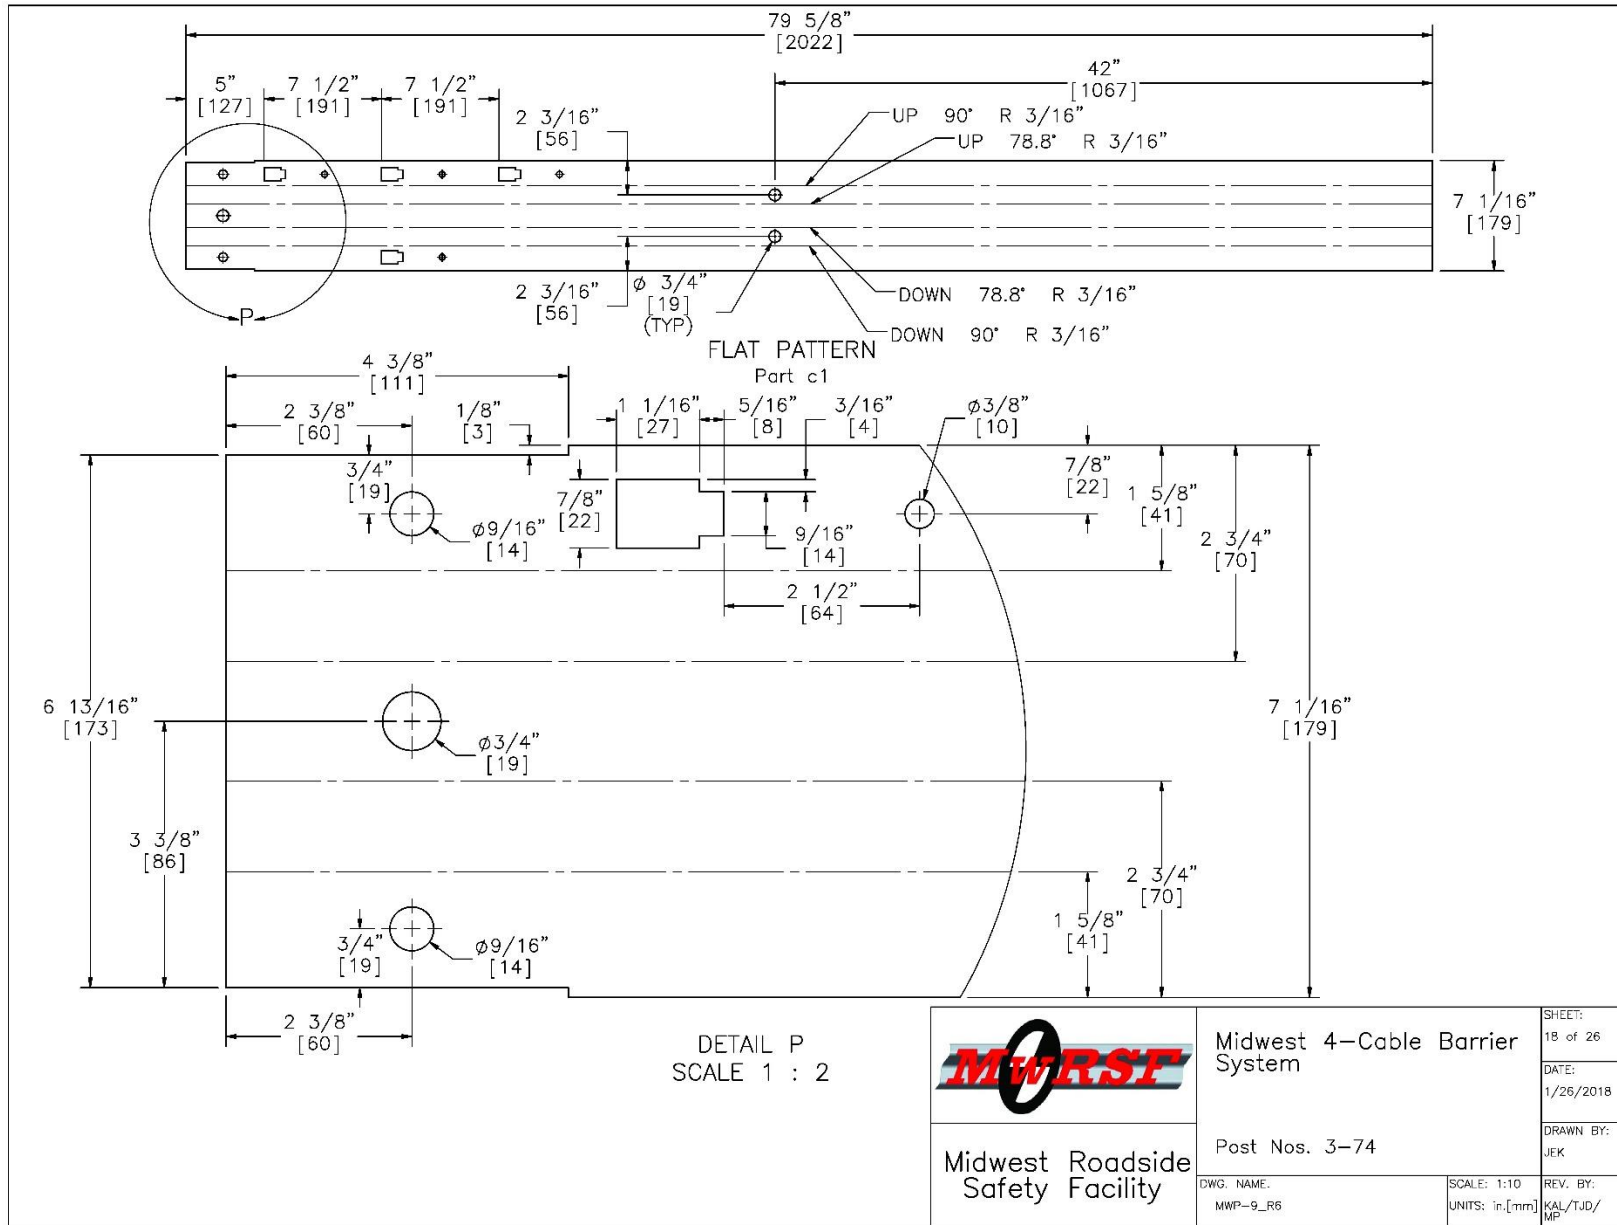 79 5/8"
[2022]
5"
[127]
7 1/2"
[191]
7 1/2"
[191]
42"
[1067]
2 3/16"
[56]
UP 90° R 3/16"
UP 78.8° R 3/16"
7 1/16"
[179]
2 3/16"
[56]
ϕ 3/4"
[19]
(TYP)
DOWN 78.8° R 3/16"
DOWN 90° R 3/16"
P
FLAT PATTERN
Part c1
4 3/8"
[111]
2 3/8"
[60]
1/8"
[3]
1 1/16"
[27]
5/16"
[8]
3/16"
[4]
ϕ3/8"
[10]
3/4"
[19]
7/8"
[22]
7/8"
[22]
1 5/8"
[41]
ϕ9/16"
[14]
9/16"
[14]
2 3/4"
[70]
2 1/2"
[64]
6 13/16"
[173]
7 1/16"
[179]
ϕ3/4"
[19]
3 3/8"
[86]
2 3/4"
[70]
1 5/8"
[41]
3/4"
[19]
ϕ9/16"
[14]
2 3/8"
[60]
DETAIL P
SCALE 1 : 2
MwRSF
Midwest Roadside
Safety Facility
Midwest 4-Cable Barrier
System
Post Nos. 3-74
SHEET:
18 of 26
DATE:
1/26/2018
DRAWN BY:
JEK
DWG. NAME.
MWP-9_R6
SCALE: 1:10
UNITS: in.[mm]
REV. BY:
KAL/TJD/
MP